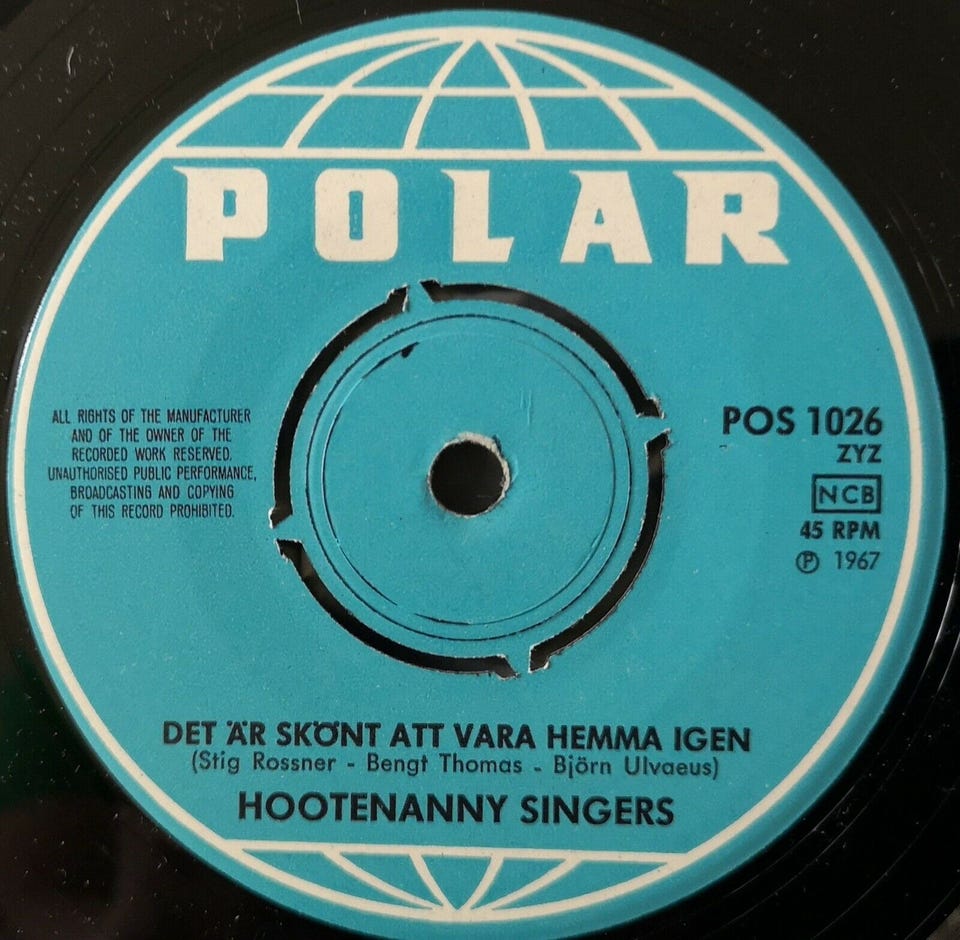 POLAR
ALL RIGHTS OF THE MANUFACTURER
AND OF THE OWNER OF THE
RECORDED WORK RESERVED.
UNAUTHORISED PUBLIC PERFORMANCE,
BROADCASTING AND COPYING
OF THIS RECORD PROHIBITED.
POS 1026
ZYZ
NCB
45 RPM
Ⓟ 1967
DET ÄR SKÖNT ATT VARA HEMMA IGEN
(Stig Rossner - Bengt Thomas - Björn Ulvaeus)
HOOTENANNY SINGERS